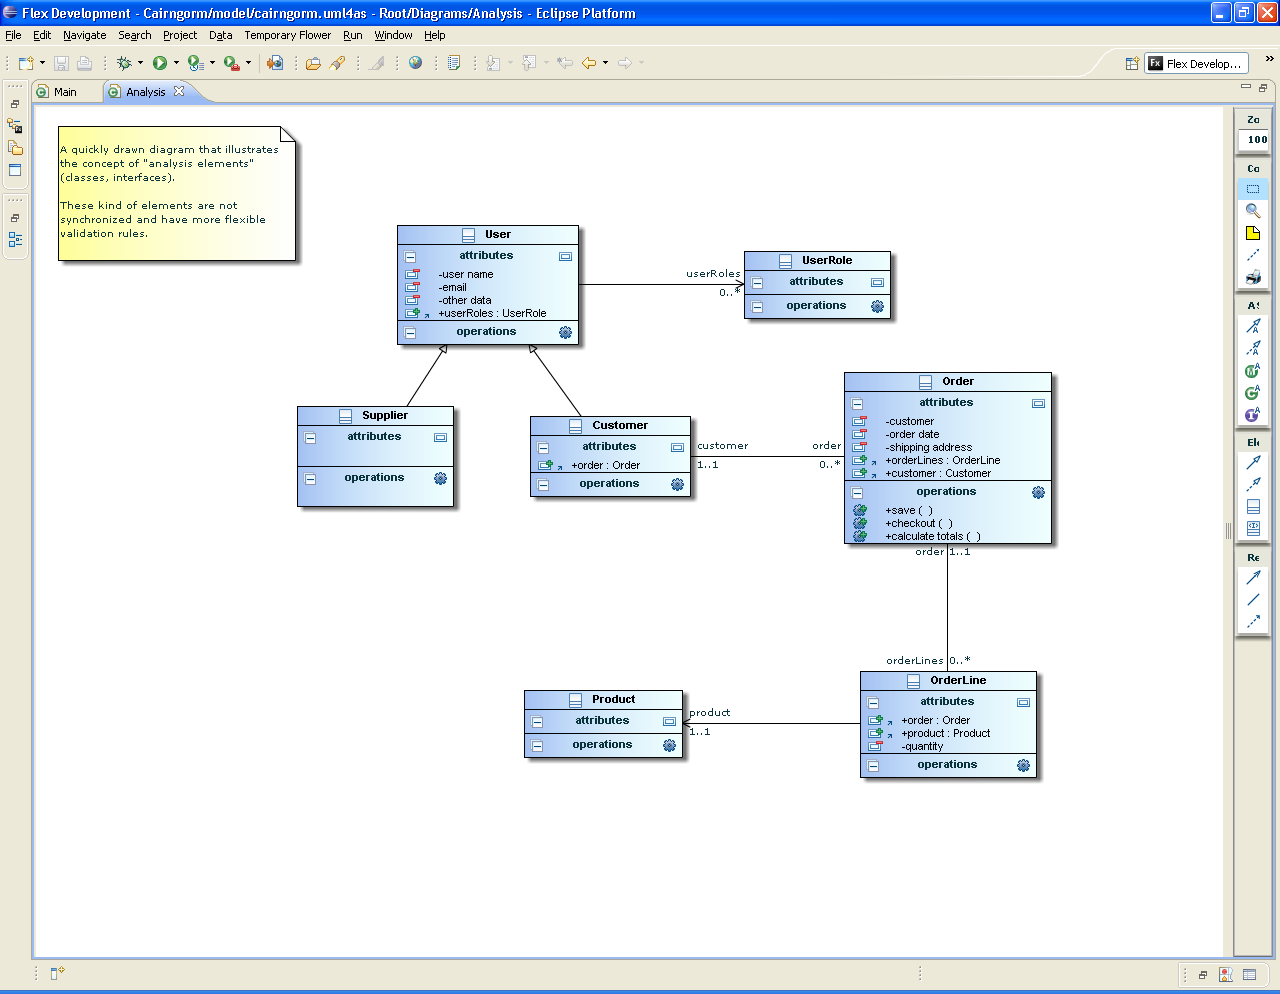 Flex Development - Cairngorm/model/cairngorm.uml4as - Root/Diagrams/Analysis - Eclipse Platform
File Edit Navigate Search Project Data Temporary Flower Run Window Help
Fx Flex Develop... »
Main Analysis
A quickly drawn diagram that illustrates
the concept of "analysis elements"
(classes, interfaces).
These kind of elements are not
synchronized and have more flexible
validation rules.
User
attributes
-user name
-email
-other data
+userRoles : UserRole
operations
userRoles
0..*
UserRole
attributes
operations
Supplier
attributes
operations
Customer
attributes
+order : Order
operations
customer
1..1
order
0..*
Order
attributes
-customer
-order date
-shipping address
+orderLines : OrderLine
+customer : Customer
operations
+save ( )
+checkout ( )
+calculate totals ( )
order 1..1
orderLines 0..*
OrderLine
attributes
+order : Order
+product : Product
-quantity
operations
product
1..1
Product
attributes
operations
Zo
100
Co
A
El
Re